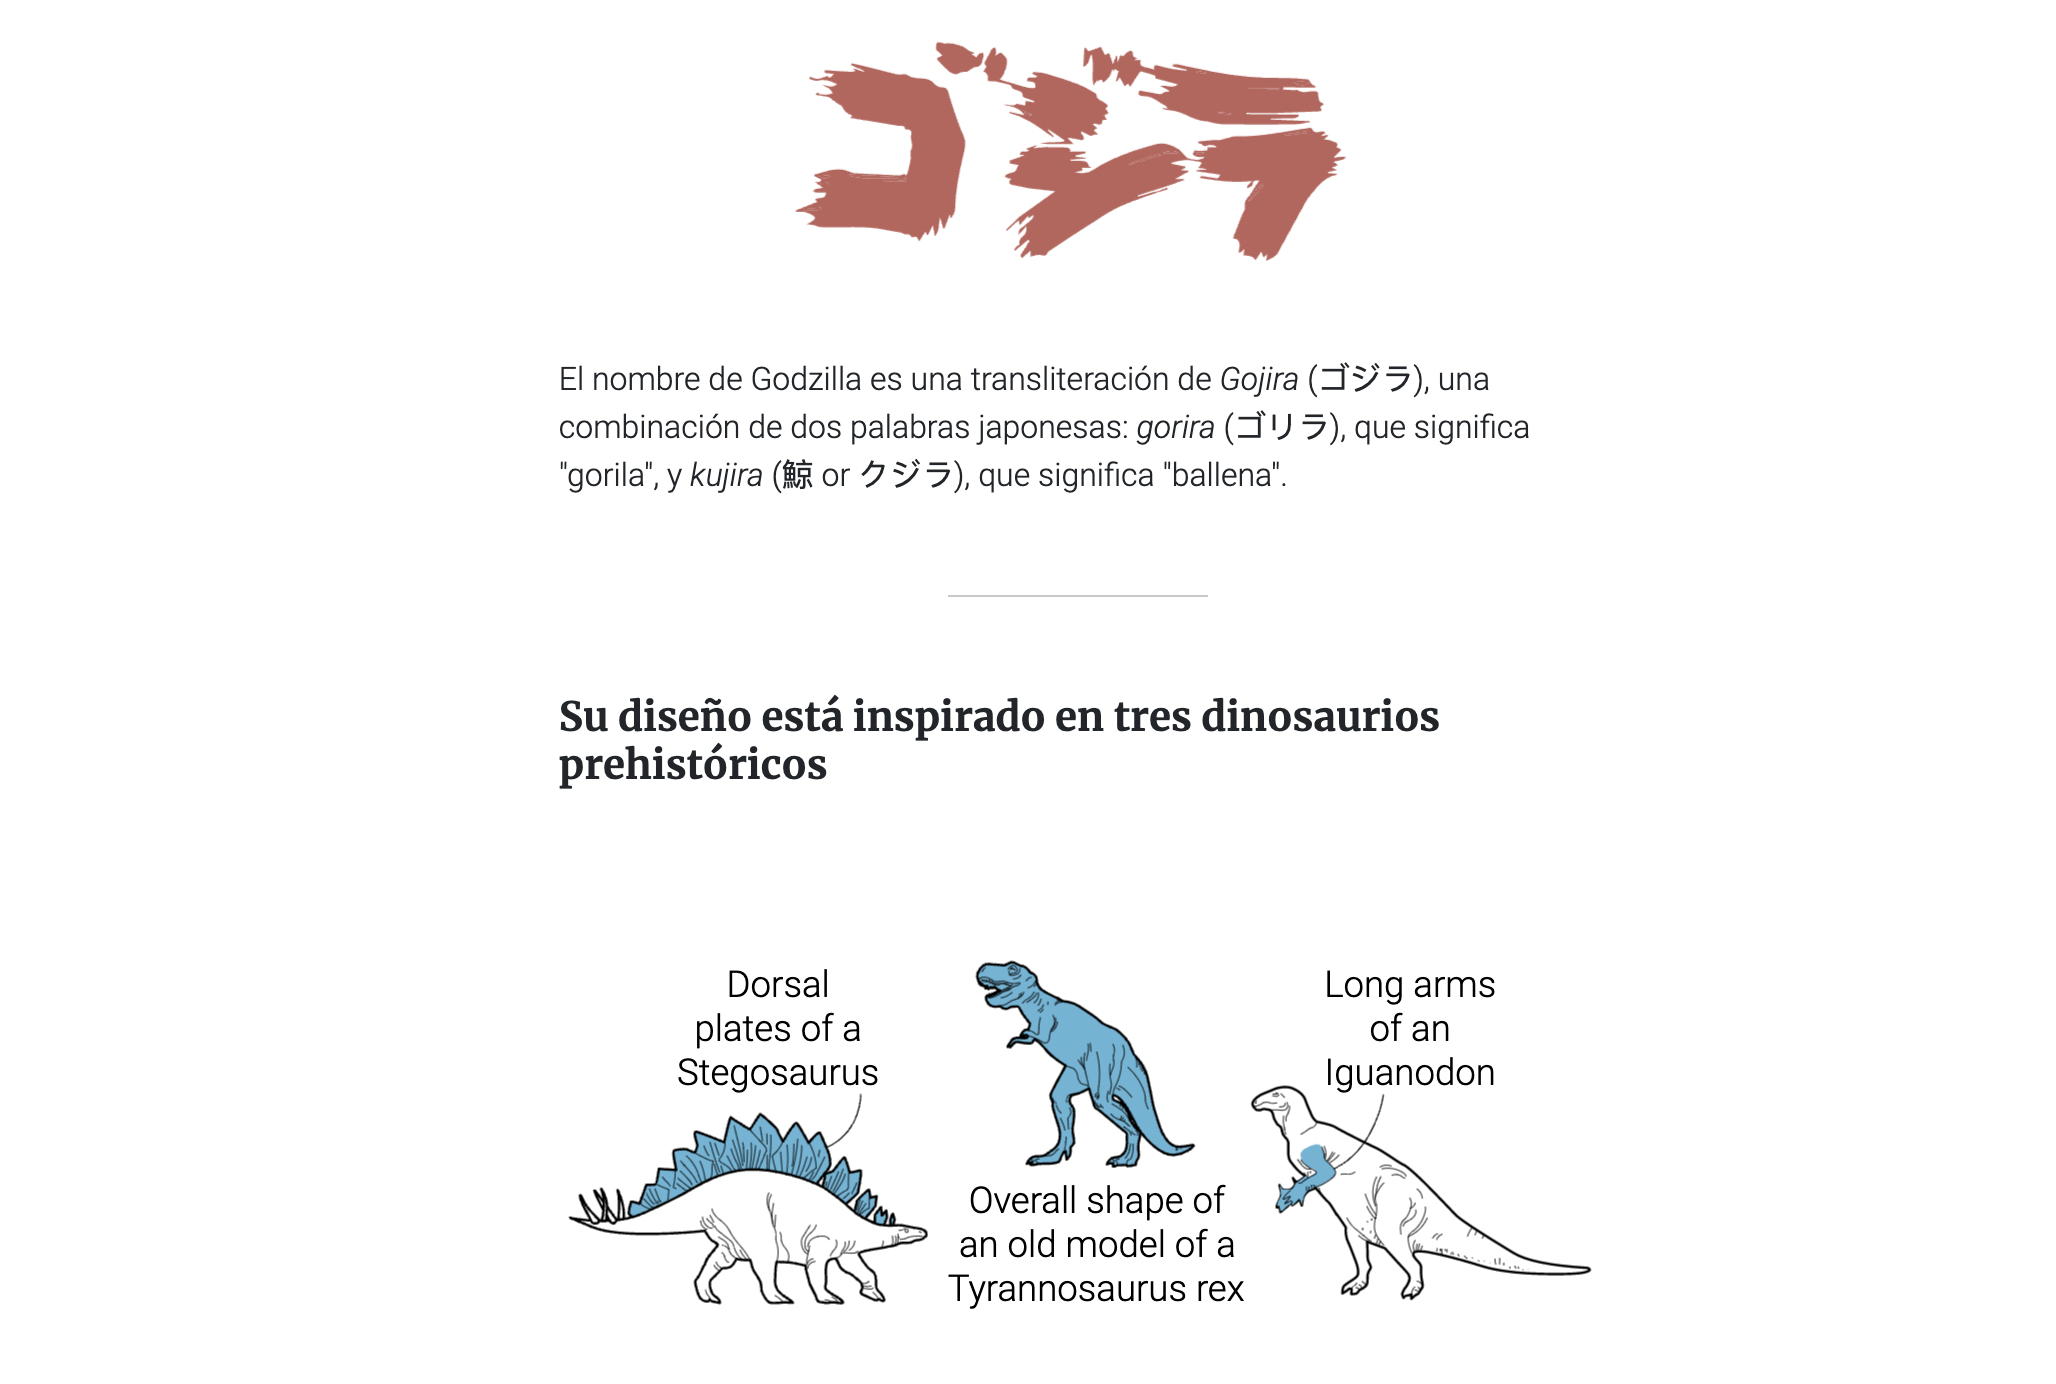 ゴジラ
El nombre de Godzilla es una transliteración de Gojira (ゴジラ), una
combinación de dos palabras japonesas: gorira (ゴリラ), que significa
"gorila", y kujira (鯨 or クジラ), que significa "ballena".
Su diseño está inspirado en tres dinosaurios
prehistóricos
Dorsal
plates of a
Stegosaurus
Overall shape of
an old model of a
Tyrannosaurus rex
Long arms
of an
Iguanodon